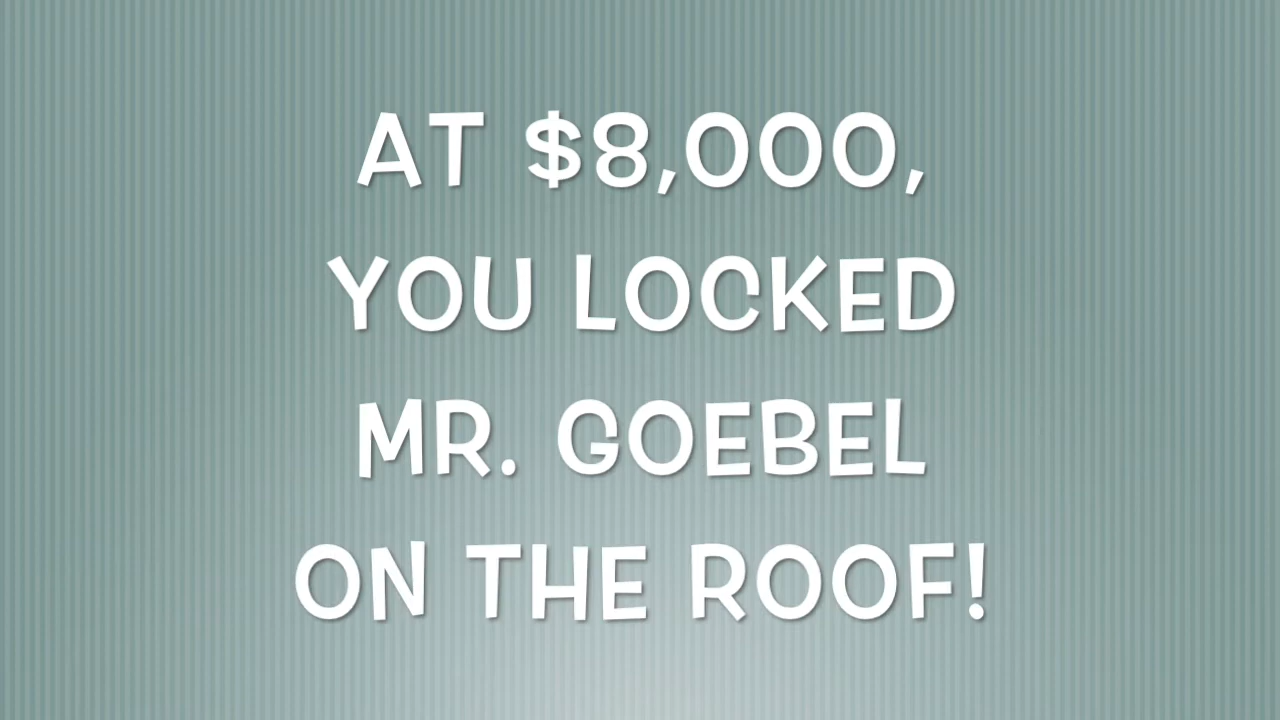 AT $8,000,
YOU LOCKED
MR. GOEBEL
ON THE ROOF!